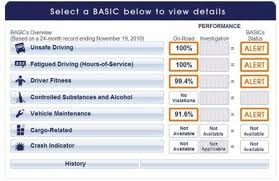 Select a BASIC below to view details
PERFORMANCE
BASICs Overview
(Based on a 24-month record ending November 19, 2010)
On-Road
Investigation
BASICs
Status
Unsafe Driving
100%
=
ALERT
Fatigued Driving (Hours-of-Service)
100%
=
ALERT
Driver Fitness
99.4%
=
ALERT
Controlled Substances and Alcohol
No
Violations
=
Vehicle Maintenance
91.6%
=
ALERT
Cargo-Related
Not
Available
Not
Available
=
Not
Available
Crash Indicator
Not
Available
Not
Applicable
=
Not
Available
History